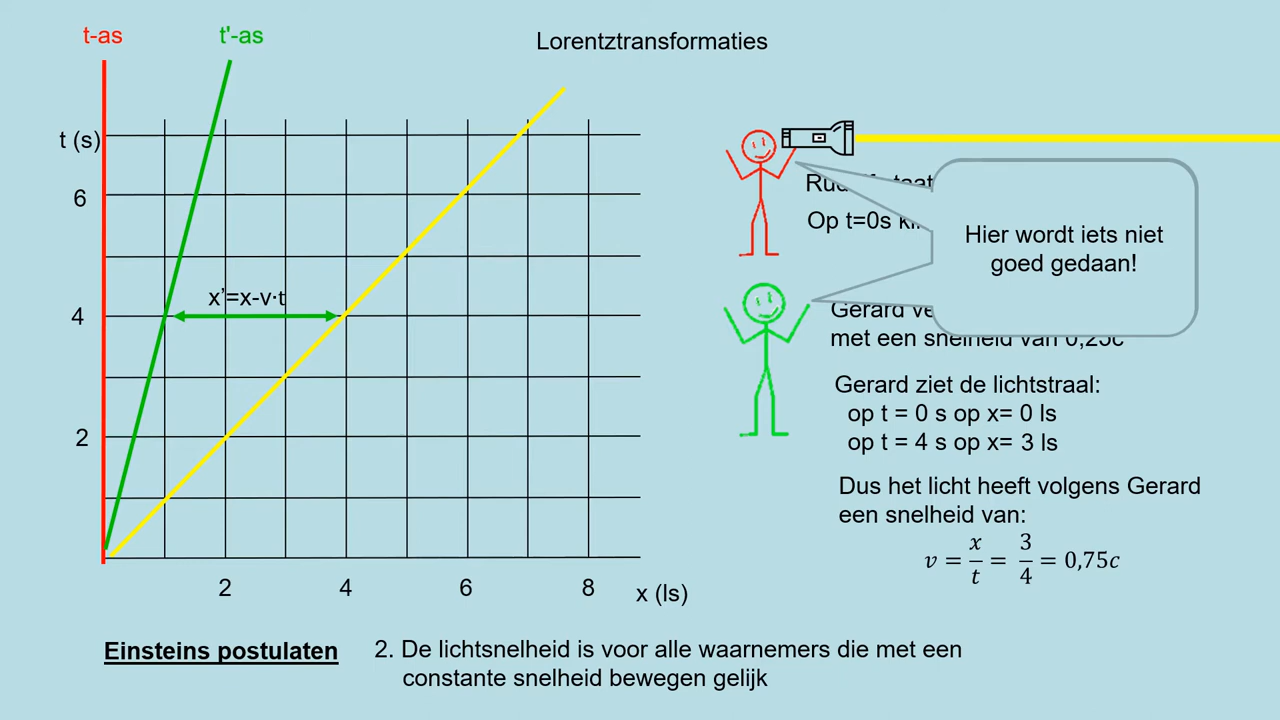 t-as
t'-as
Lorentztransformaties
t (s)
6
x'=x-v·t
4
2
2
4
6
8
x (ls)
Op t=0s
Hier wordt iets niet
goed gedaan!
Gerard
met een snelheid van 0,25c
Gerard ziet de lichtstraal:
op t = 0 s op x= 0 ls
op t = 4 s op x= 3 ls
Dus het licht heeft volgens Gerard
een snelheid van:
v = x/t = 3/4 = 0,75c
Einsteins postulaten
2. De lichtsnelheid is voor alle waarnemers die met een
constante snelheid bewegen gelijk